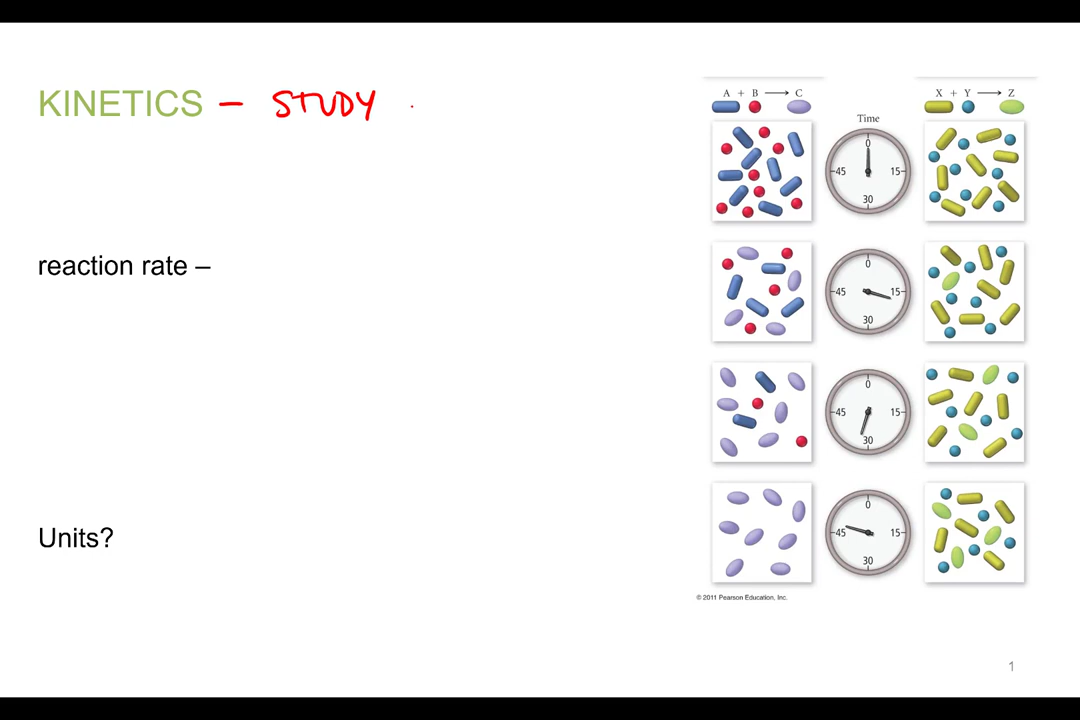 KINETICS – STUDY
A + B → C
X + Y → Z
Time
0
45
15
30
reaction rate –
0
45
15
30
0
45
15
30
Units?
0
45
15
30
© 2011 Pearson Education, Inc.
1